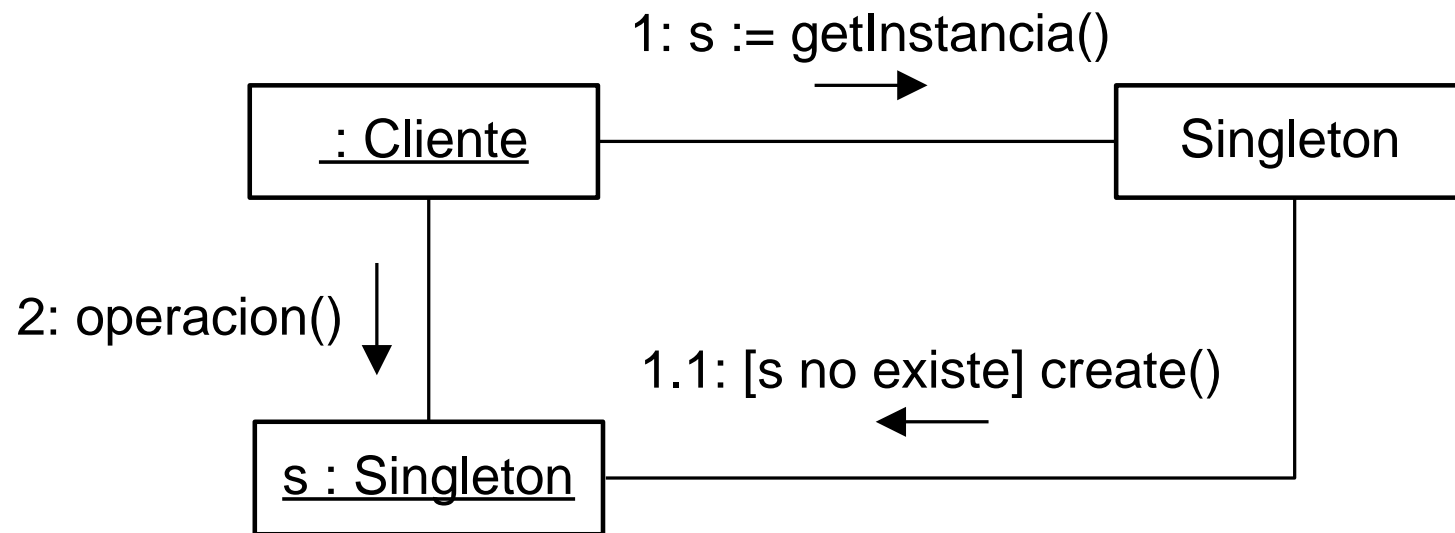 1: s := getInstancia()
: Cliente
Singleton
2: operacion()
1.1: [s no existe] create()
s : Singleton